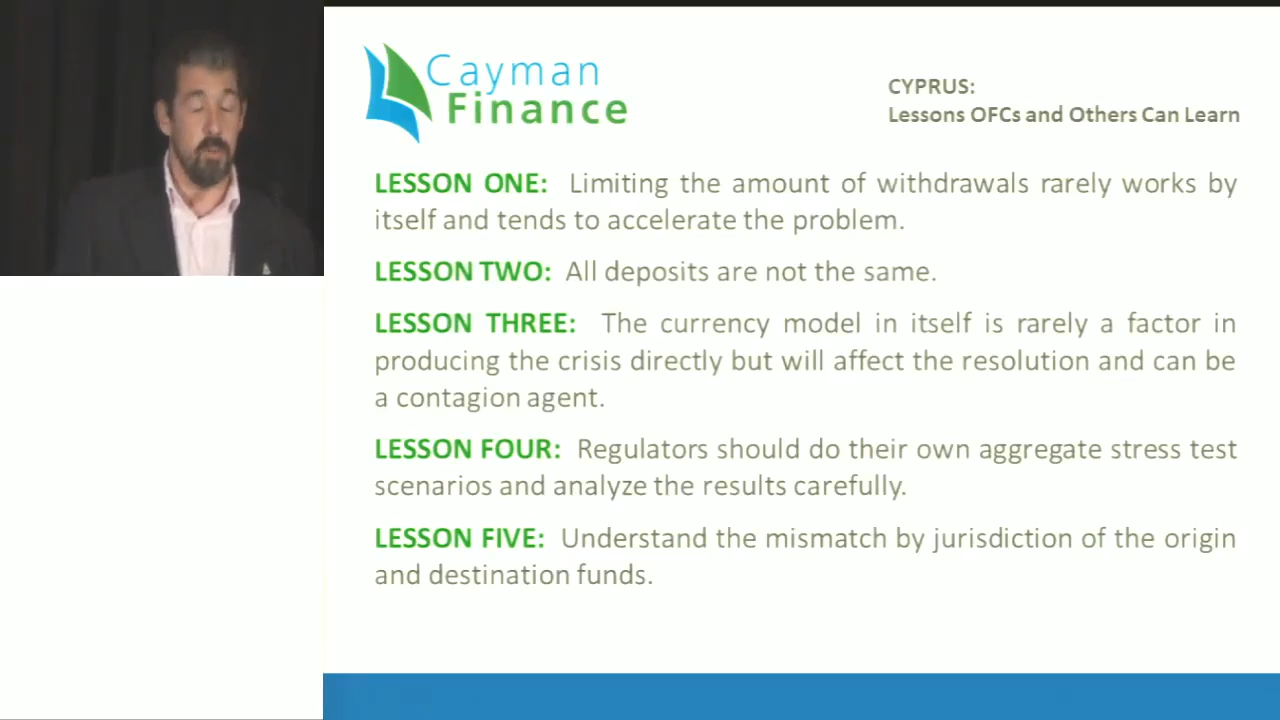 Cayman
Finance
CYPRUS:
Lessons OFCs and Others Can Learn
LESSON ONE: Limiting the amount of withdrawals rarely works by
itself and tends to accelerate the problem.
LESSON TWO: All deposits are not the same.
LESSON THREE: The currency model in itself is rarely a factor in
producing the crisis directly but will affect the resolution and can be
a contagion agent.
LESSON FOUR: Regulators should do their own aggregate stress test
scenarios and analyze the results carefully.
LESSON FIVE: Understand the mismatch by jurisdiction of the origin
and destination funds.